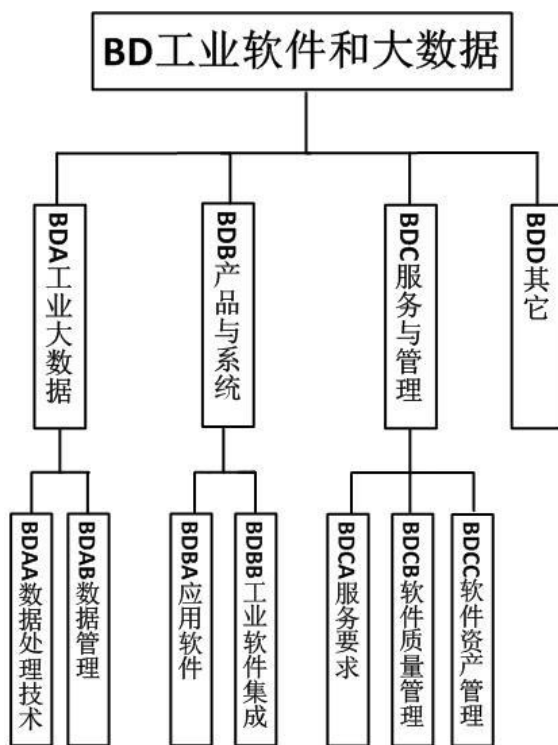 BD工业软件和大数据
BDA工业大数据
BDB产品与系统
BDC服务与管理
BDD其它
BDAA数据处理技术
BDAB数据管理
BDBA应用软件
BDBB工业软件集成
BDCA服务要求
BDCB软件质量管理
BDCC软件资产管理